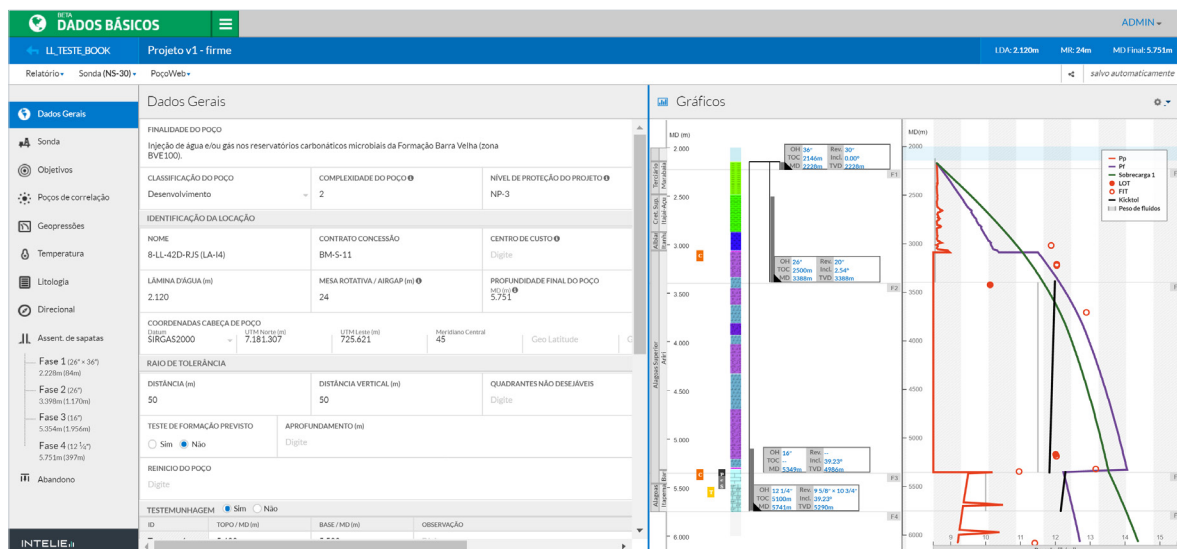 BETA
DADOS BÁSICOS
ADMIN
LL_TESTE_BOOK
Projeto v1 - firme
LDA: 2.120m MR: 24m MD Final: 5.751m
Relatório Sonda (NS-30) PoçoWeb
salvo automaticamente
Dados Gerais
Sonda
Objetivos
Poços de correlação
Geopressões
Temperatura
Litologia
Direcional
Assent. de sapatas
Fase 1 (26" × 36")
2.228m (84m)
Fase 2 (26")
3.398m (1.170m)
Fase 3 (16")
5.354m (1.956m)
Fase 4 (12 ¼")
5.751m (397m)
Abandono
INTELIE
Dados Gerais
FINALIDADE DO POÇO
Injeção de água e/ou gás nos reservatórios carbonáticos microbiais da Formação Barra Velha (zona
BVE100).
CLASSIFICAÇÃO DO POÇO COMPLEXIDADE DO POÇO NÍVEL DE PROTEÇÃO DO PROJETO
Desenvolvimento 2 NP-3
IDENTIFICAÇÃO DA LOCAÇÃO
NOME CONTRATO CONCESSÃO CENTRO DE CUSTO
8-LL-42D-RJS (LA-I4) BM-S-11 Digite
LÂMINA D'ÁGUA (m) MESA ROTATIVA / AIRGAP (m) PROFUNDIDADE FINAL DO POÇO
MD (m)
2.120 24 5.751
COORDENADAS CABEÇA DE POÇO
Datum UTM Norte (m) UTM Leste (m) Meridiano Central
SIRGAS2000 7.181.307 725.621 45 Geo Latitude
RAIO DE TOLERÂNCIA
DISTÂNCIA (m) DISTÂNCIA VERTICAL (m) QUADRANTES NÃO DESEJÁVEIS
50 50 Digite
TESTE DE FORMAÇÃO PREVISTO APROFUNDAMENTO (m)
Sim Não Digite
REINICIO DO POÇO
Digite
TESTEMUNHAGEM Sim Não
ID TOPO / MD (m) BASE / MD (m) OBSERVAÇÃO
Gráficos
MD (m)
2.000
2.500
3.000
3.500
4.000
4.500
5.000
5.500
6.000
Terciário
Marambaia
Cret. Sup.
Itajaí-Açu
Albia
Itanh
Alagoas Superior
Ariri
Alagoas
Itapema Bar
C
C
T
OH 36" Rev. 30"
TOC 2146m Incl. 0.00°
MD 2228m TVD 2228m
F1
OH 26" Rev. 20"
TOC 2500m Incl. 2.54°
MD 3388m TVD 3388m
F2
OH 16" Rev. --
TOC -- Incl. 39.23°
MD 5349m TVD 4986m
F3
OH 12 1/4" Rev. 9 5/8" × 10 3/4"
TOC 5100m Incl. 39.23°
MD 5741m TVD 5290m
F4
MD(m)
2000
2500
3000
3500
4000
4500
5000
5500
6000
Pp
Pf
Sobrecarga 1
LOT
FIT
Kicktol
Peso de fluidos
9 10 11 12 13 14 15